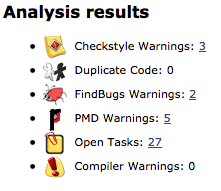 Analysis results
Checkstyle Warnings: 3
Duplicate Code: 0
FindBugs Warnings: 2
PMD Warnings: 5
Open Tasks: 27
Compiler Warnings: 0